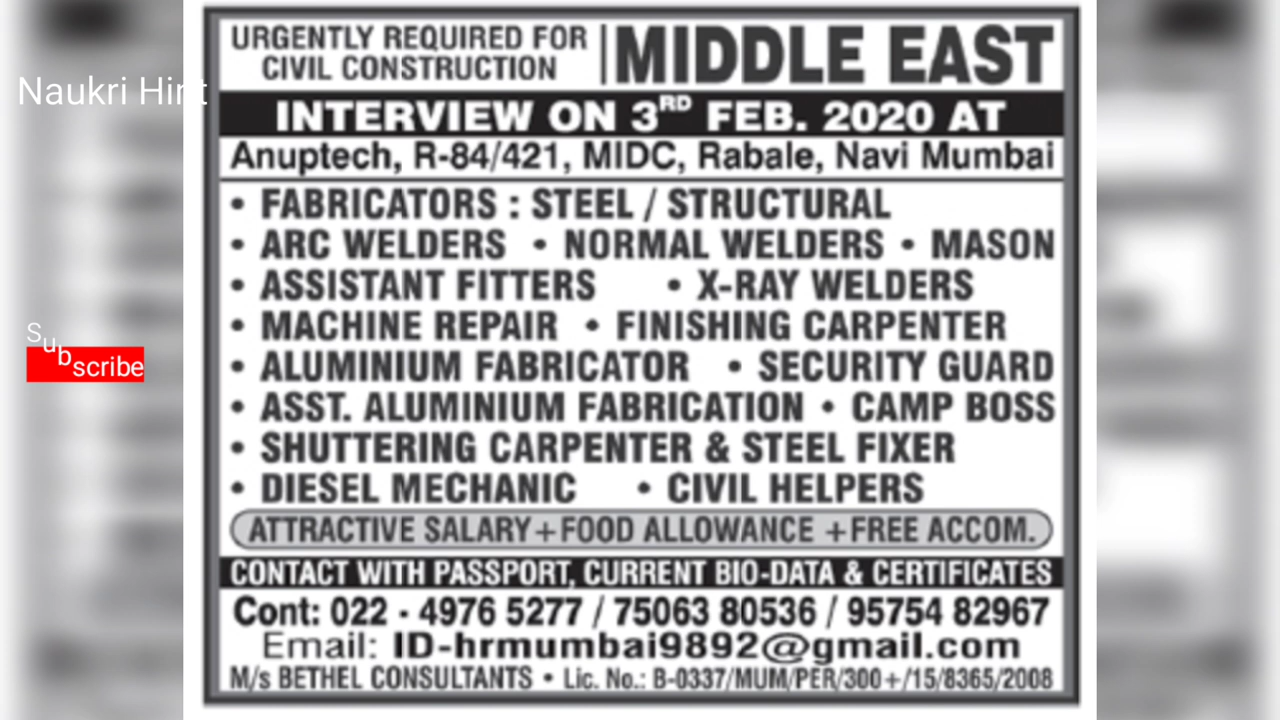 Naukri Hint
Subscribe
URGENTLY REQUIRED FOR
CIVIL CONSTRUCTION
MIDDLE EAST
INTERVIEW ON 3RD FEB. 2020 AT
Anuptech, R-84/421, MIDC, Rabale, Navi Mumbai
• FABRICATORS : STEEL / STRUCTURAL
• ARC WELDERS • NORMAL WELDERS • MASON
• ASSISTANT FITTERS • X-RAY WELDERS
• MACHINE REPAIR • FINISHING CARPENTER
• ALUMINIUM FABRICATOR • SECURITY GUARD
• ASST. ALUMINIUM FABRICATION • CAMP BOSS
• SHUTTERING CARPENTER & STEEL FIXER
• DIESEL MECHANIC • CIVIL HELPERS
ATTRACTIVE SALARY+FOOD ALLOWANCE +FREE ACCOM.
CONTACT WITH PASSPORT, CURRENT BIO-DATA & CERTIFICATES
Cont: 022 - 4976 5277 / 75063 80536 / 95754 82967
Email: ID-hrmumbai9892@gmail.com
M/s BETHEL CONSULTANTS • Lic. No.: B-0337/MUM/PER/300+/15/8365/2008